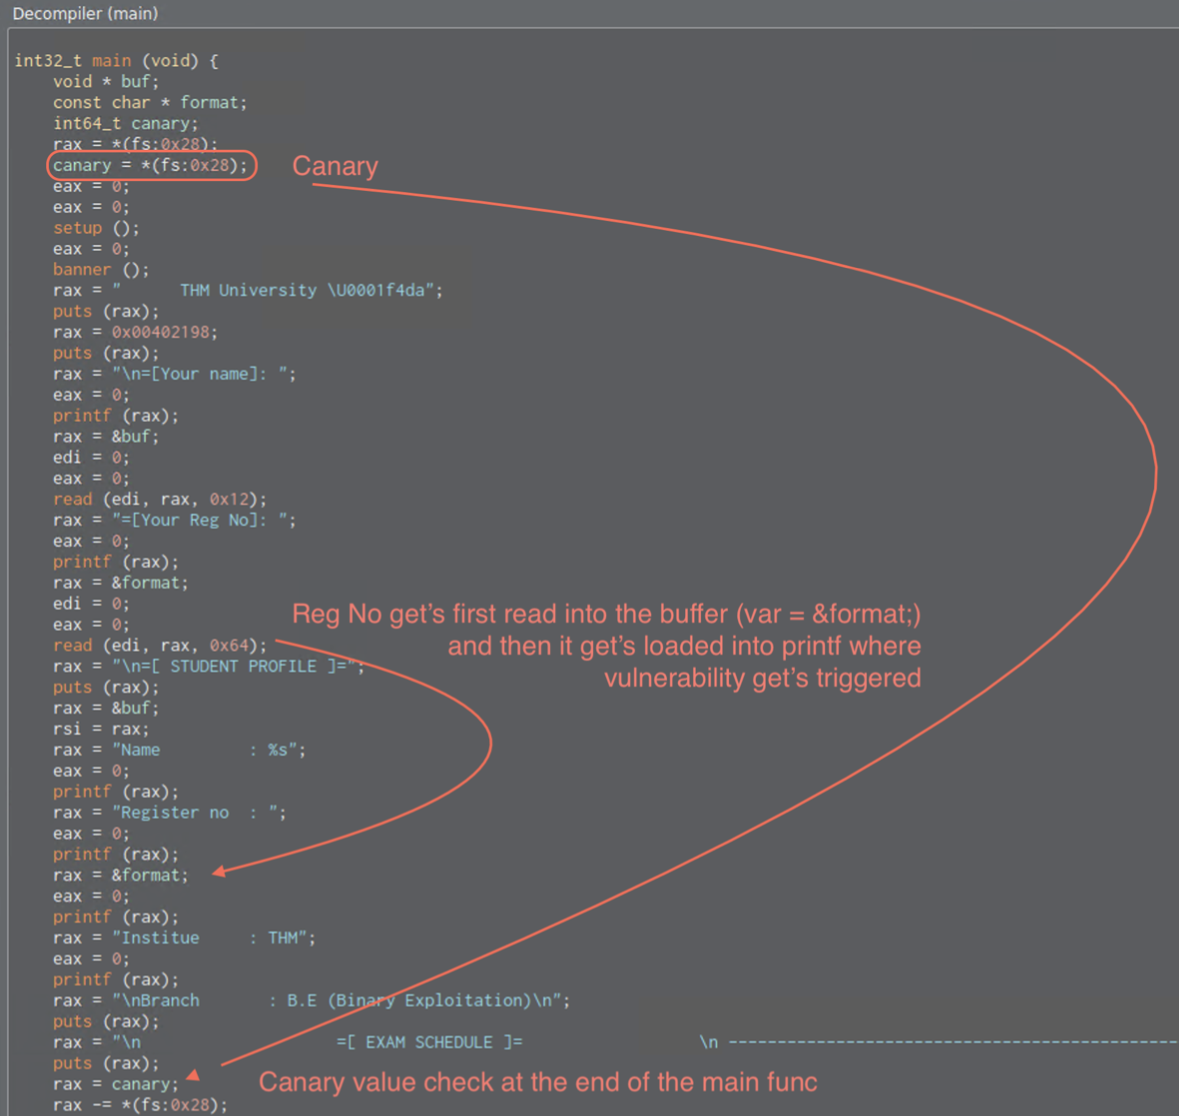 Decompiler (main)
int32_t main (void) {
void * buf;
const char * format;
int64_t canary;
rax = *(fs:0x28);
canary = *(fs:0x28);
Canary
eax = 0;
eax = 0;
setup ();
eax = 0;
banner ();
rax = "      THM University \U0001f4da";
puts (rax);
rax = 0x00402198;
puts (rax);
rax = "\n=[Your name]: ";
eax = 0;
printf (rax);
rax = &buf;
edi = 0;
eax = 0;
read (edi, rax, 0x12);
rax = "=[Your Reg No]: ";
eax = 0;
printf (rax);
rax = &format;
edi = 0;
eax = 0;
Reg No get's first read into the buffer (var = &format;)
and then it get's loaded into printf where
vulnerability get's triggered
read (edi, rax, 0x64);
rax = "\n=[ STUDENT PROFILE ]=";
puts (rax);
rax = &buf;
rsi = rax;
rax = "Name         : %s";
eax = 0;
printf (rax);
rax = "Register no  : ";
eax = 0;
printf (rax);
rax = &format;
eax = 0;
printf (rax);
rax = "Institue     : THM";
eax = 0;
printf (rax);
rax = "\nBranch       : B.E (Binary Exploitation)\n";
puts (rax);
rax = "\n                    =[ EXAM SCHEDULE ]=                  \n ----------------------------------------------
puts (rax);
rax = canary;
Canary value check at the end of the main func
rax -= *(fs:0x28);